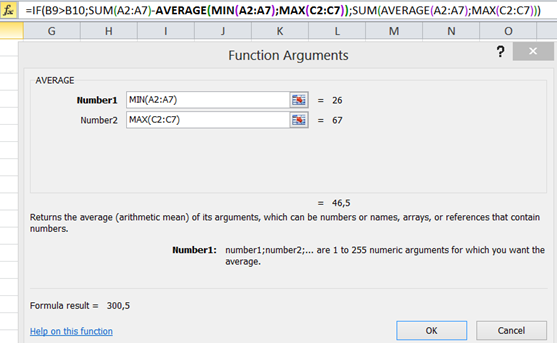 fx =IF(B9>B10;SUM(A2:A7)-AVERAGE(MIN(A2:A7);MAX(C2:C7));SUM(AVERAGE(A2:A7);MAX(C2:C7)))
G H I J K L M N O
Function Arguments ? ×
AVERAGE
Number1 MIN(A2:A7) = 26
Number2 MAX(C2:C7) = 67
= 46,5
Returns the average (arithmetic mean) of its arguments, which can be numbers or names, arrays, or references that contain
numbers.
Number1: number1;number2;... are 1 to 255 numeric arguments for which you want the
average.
Formula result = 300,5
Help on this function OK Cancel